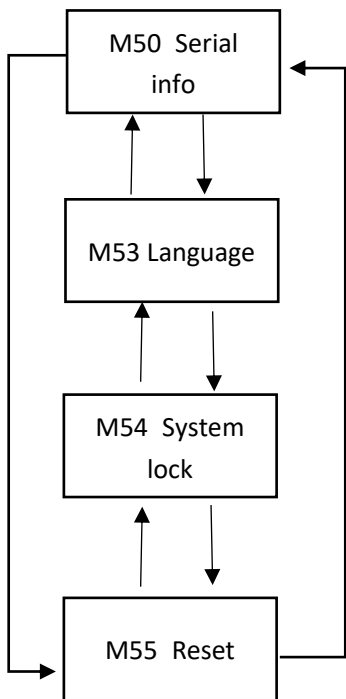 M50 Serial
info
M53 Language
M54 System
lock
M55 Reset